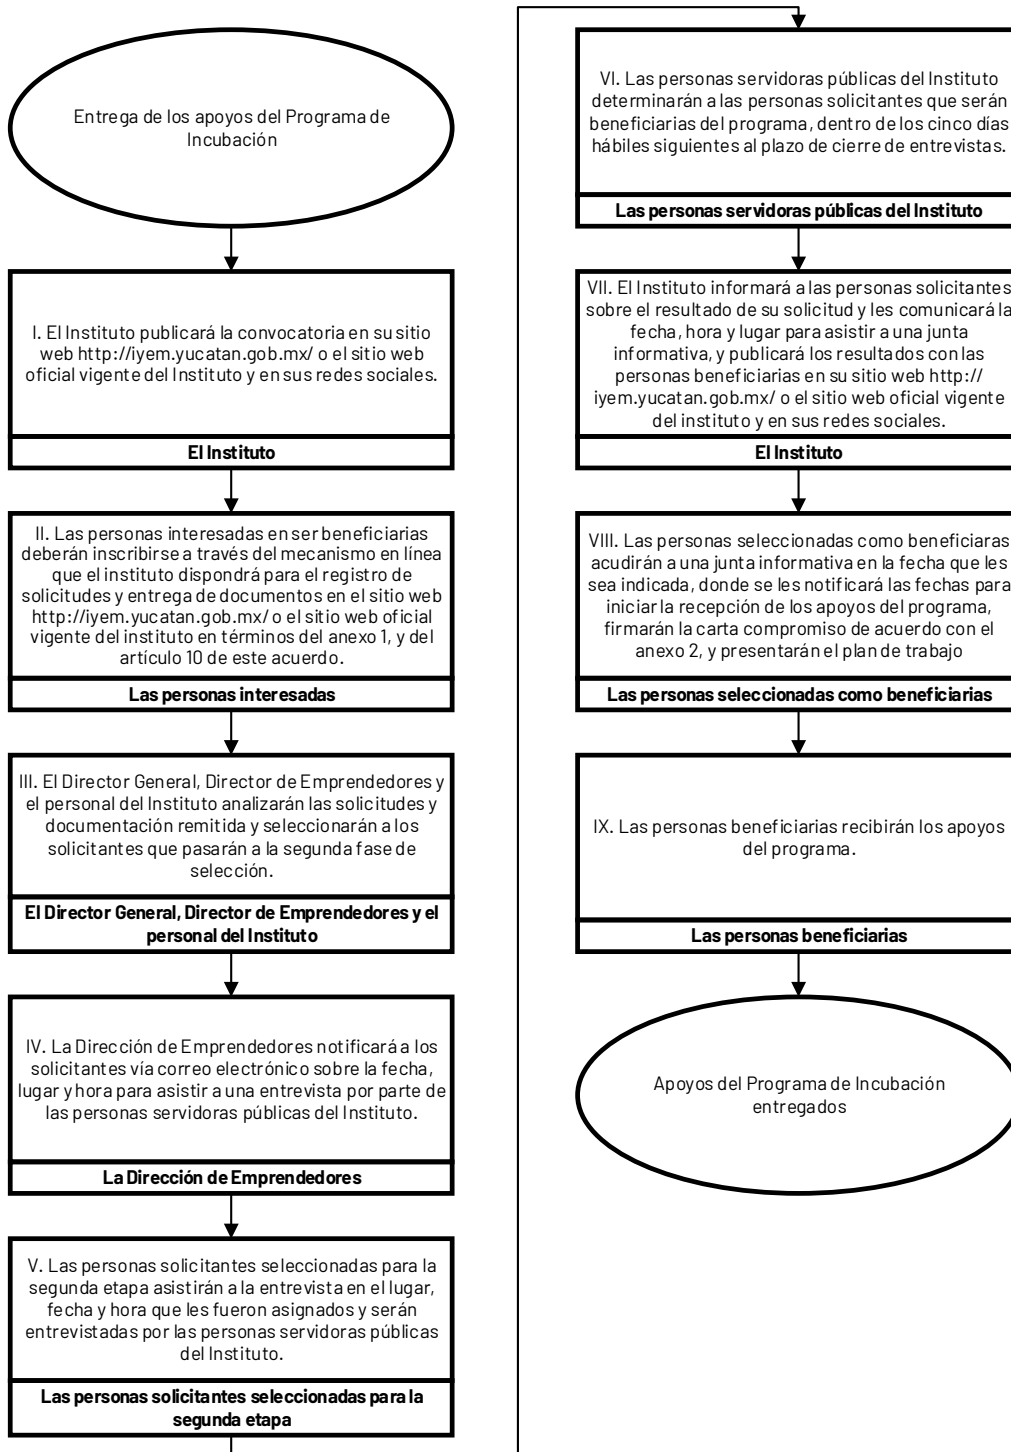 Entrega de los apoyos del Programa de
Incubación
I. El Instituto publicará la convocatoria en su sitio
web http://iyem.yucatan.gob.mx/ o el sitio web
oficial vigente del Instituto y en sus redes sociales.
El Instituto
II. Las personas interesadas en ser beneficiarias
deberán inscribirse a través del mecanismo en línea
que el instituto dispondrá para el registro de
solicitudes y entrega de documentos en el sitio web
http://iyem.yucatan.gob.mx/ o el sitio web oficial
vigente del instituto en términos del anexo 1, y del
artículo 10 de este acuerdo.
Las personas interesadas
III. El Director General, Director de Emprendedores y
el personal del Instituto analizarán las solicitudes y
documentación remitida y seleccionarán a los
solicitantes que pasarán a la segunda fase de
selección.
El Director General, Director de Emprendedores y el
personal del Instituto
IV. La Dirección de Emprendedores notificará a los
solicitantes vía correo electrónico sobre la fecha,
lugar y hora para asistir a una entrevista por parte de
las personas servidoras públicas del Instituto.
La Dirección de Emprendedores
V. Las personas solicitantes seleccionadas para la
segunda etapa asistirán a la entrevista en el lugar,
fecha y hora que les fueron asignados y serán
entrevistadas por las personas servidoras públicas
del Instituto.
Las personas solicitantes seleccionadas para la
segunda etapa
VI. Las personas servidoras públicas del Instituto
determinarán a las personas solicitantes que serán
beneficiarias del programa, dentro de los cinco días
hábiles siguientes al plazo de cierre de entrevistas.
Las personas servidoras públicas del Instituto
VII. El Instituto informará a las personas solicitantes
sobre el resultado de su solicitud y les comunicará la
fecha, hora y lugar para asistir a una junta
informativa, y publicará los resultados con las
personas beneficiarias en su sitio web http://
iyem.yucatan.gob.mx/ o el sitio web oficial vigente
del instituto y en sus redes sociales.
El Instituto
VIII. Las personas seleccionadas como beneficiaras
acudirán a una junta informativa en la fecha que les
sea indicada, donde se les notificará las fechas para
iniciar la recepción de los apoyos del programa,
firmarán la carta compromiso de acuerdo con el
anexo 2, y presentarán el plan de trabajo
Las personas seleccionadas como beneficiarias
IX. Las personas beneficiarias recibirán los apoyos
del programa.
Las personas beneficiarias
Apoyos del Programa de Incubación
entregados